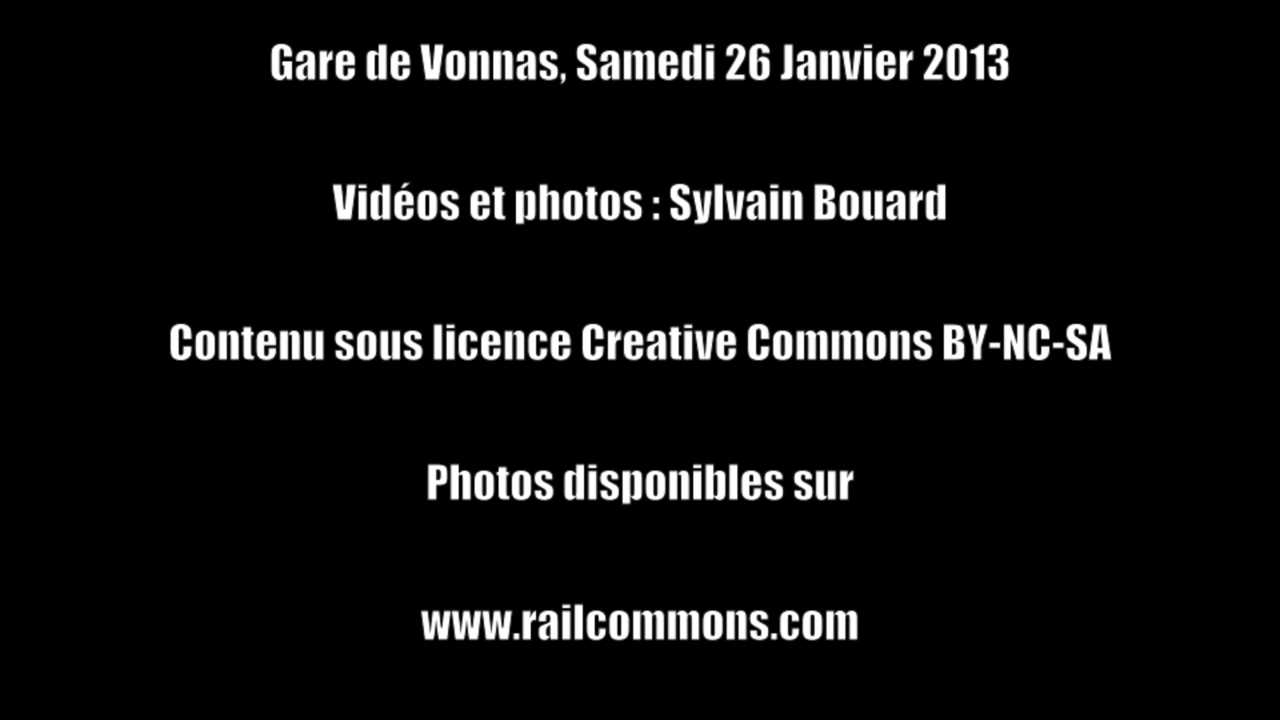 Gare de Vonnas, Samedi 26 Janvier 2013
Vidéos et photos : Sylvain Bouard
Contenu sous licence Creative Commons BY-NC-SA
Photos disponibles sur
www.railcommons.com